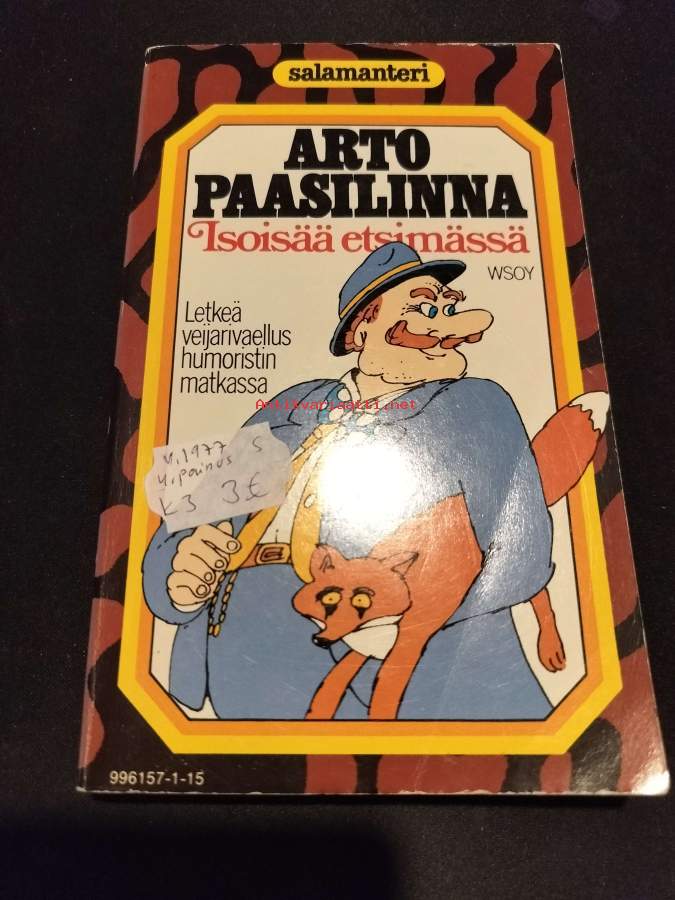 salamanteri
ARTO
PAASILINNA
Isoisää etsimässä
WSOY
Letkeä
veijarivaellus
humoristin
matkassa
Antikvariaatti.net
v.1977 S
4.painos
K3 3€
996157-1-15